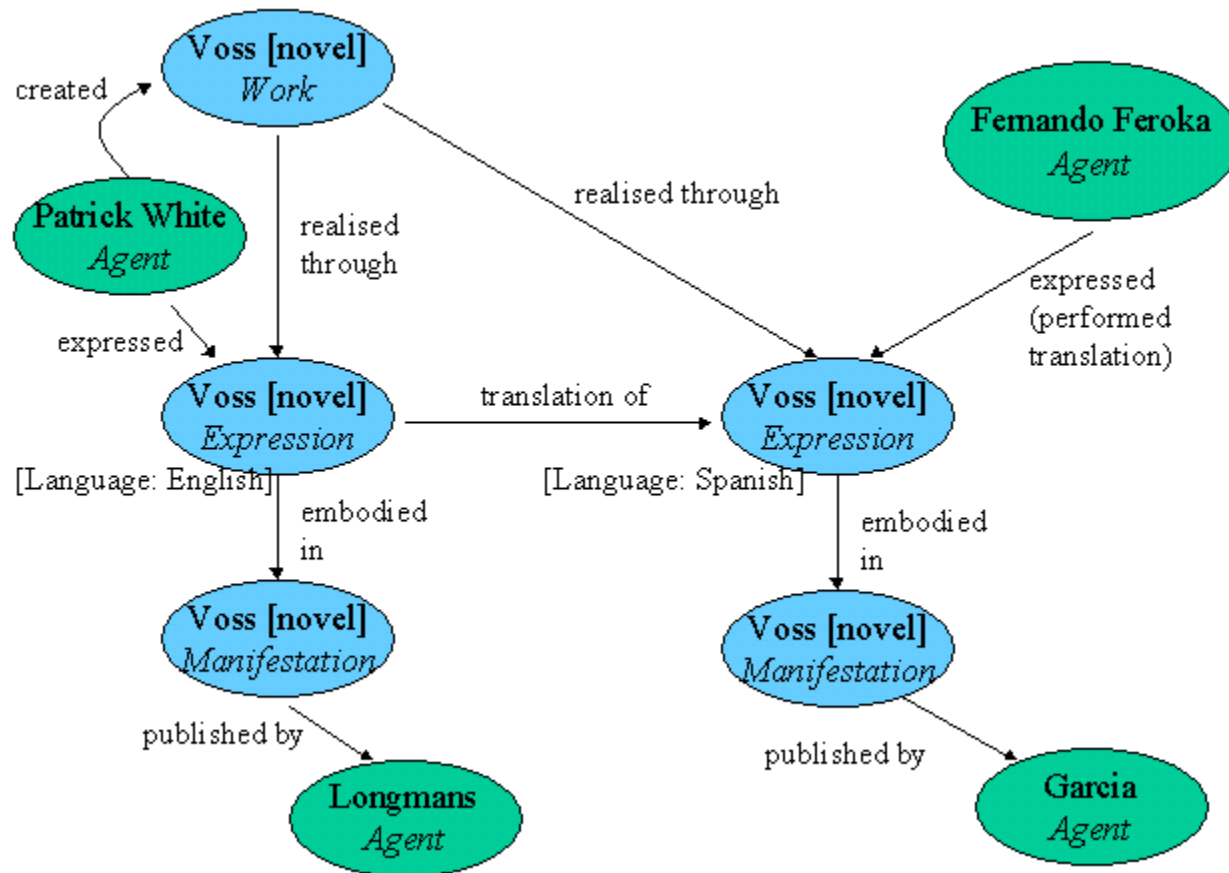 Voss [novel]
Work
created
Fernando Feroka
Agent
Patrick White
Agent
realised
through
realised through
expressed
expressed
(performed
translation)
Voss [novel]
Expression
[Language: English]
translation of
Voss [novel]
Expression
[Language: Spanish]
embodied
in
embodied
in
Voss [novel]
Manifestation
Voss [novel]
Manifestation
published by
published by
Longmans
Agent
Garcia
Agent